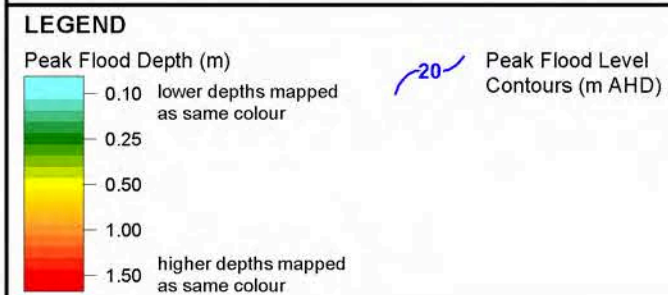 LEGEND
Peak Flood Depth (m)
0.10 lower depths mapped
as same colour
0.25
0.50
1.00
1.50 higher depths mapped
as same colour
20
Peak Flood Level
Contours (m AHD)